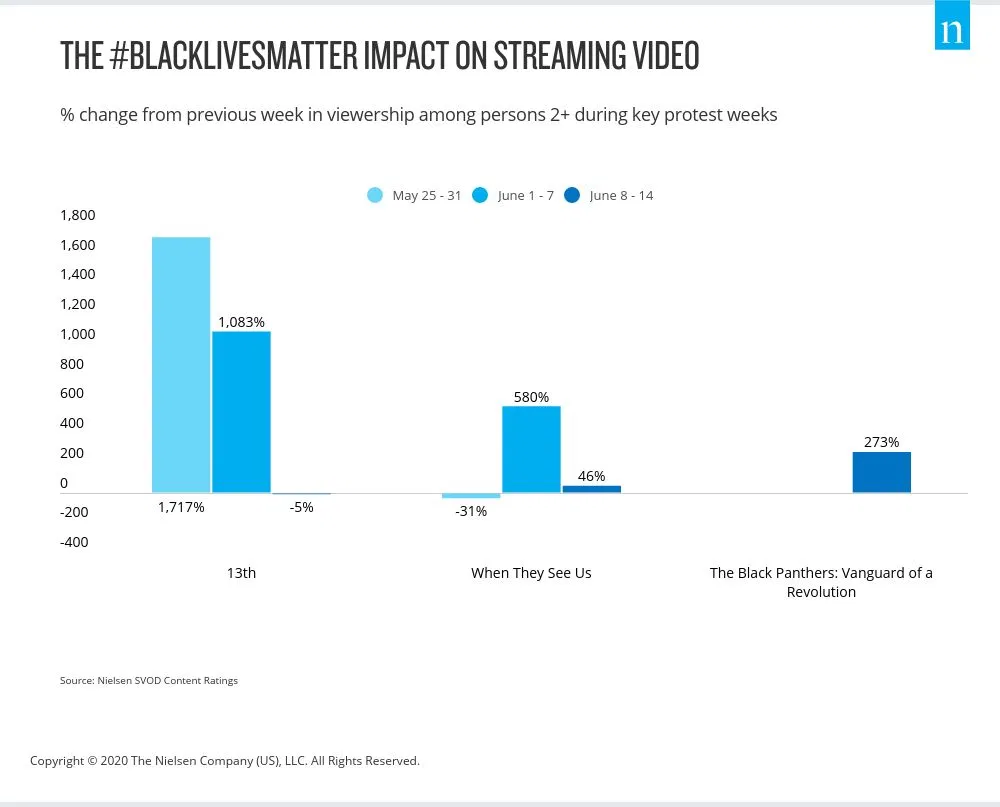 n
THE #BLACKLIVESMATTER IMPACT ON STREAMING VIDEO
% change from previous week in viewership among persons 2+ during key protest weeks
May 25 - 31 June 1 - 7 June 8 - 14
1,800
1,600
1,400
1,200
1,000
800
600
400
200
0
-200
-400
1,083%
580%
273%
46%
1,717%
-5%
-31%
13th
When They See Us
The Black Panthers: Vanguard of a
Revolution
Source: Nielsen SVOD Content Ratings
Copyright © 2020 The Nielsen Company (US), LLC. All Rights Reserved.